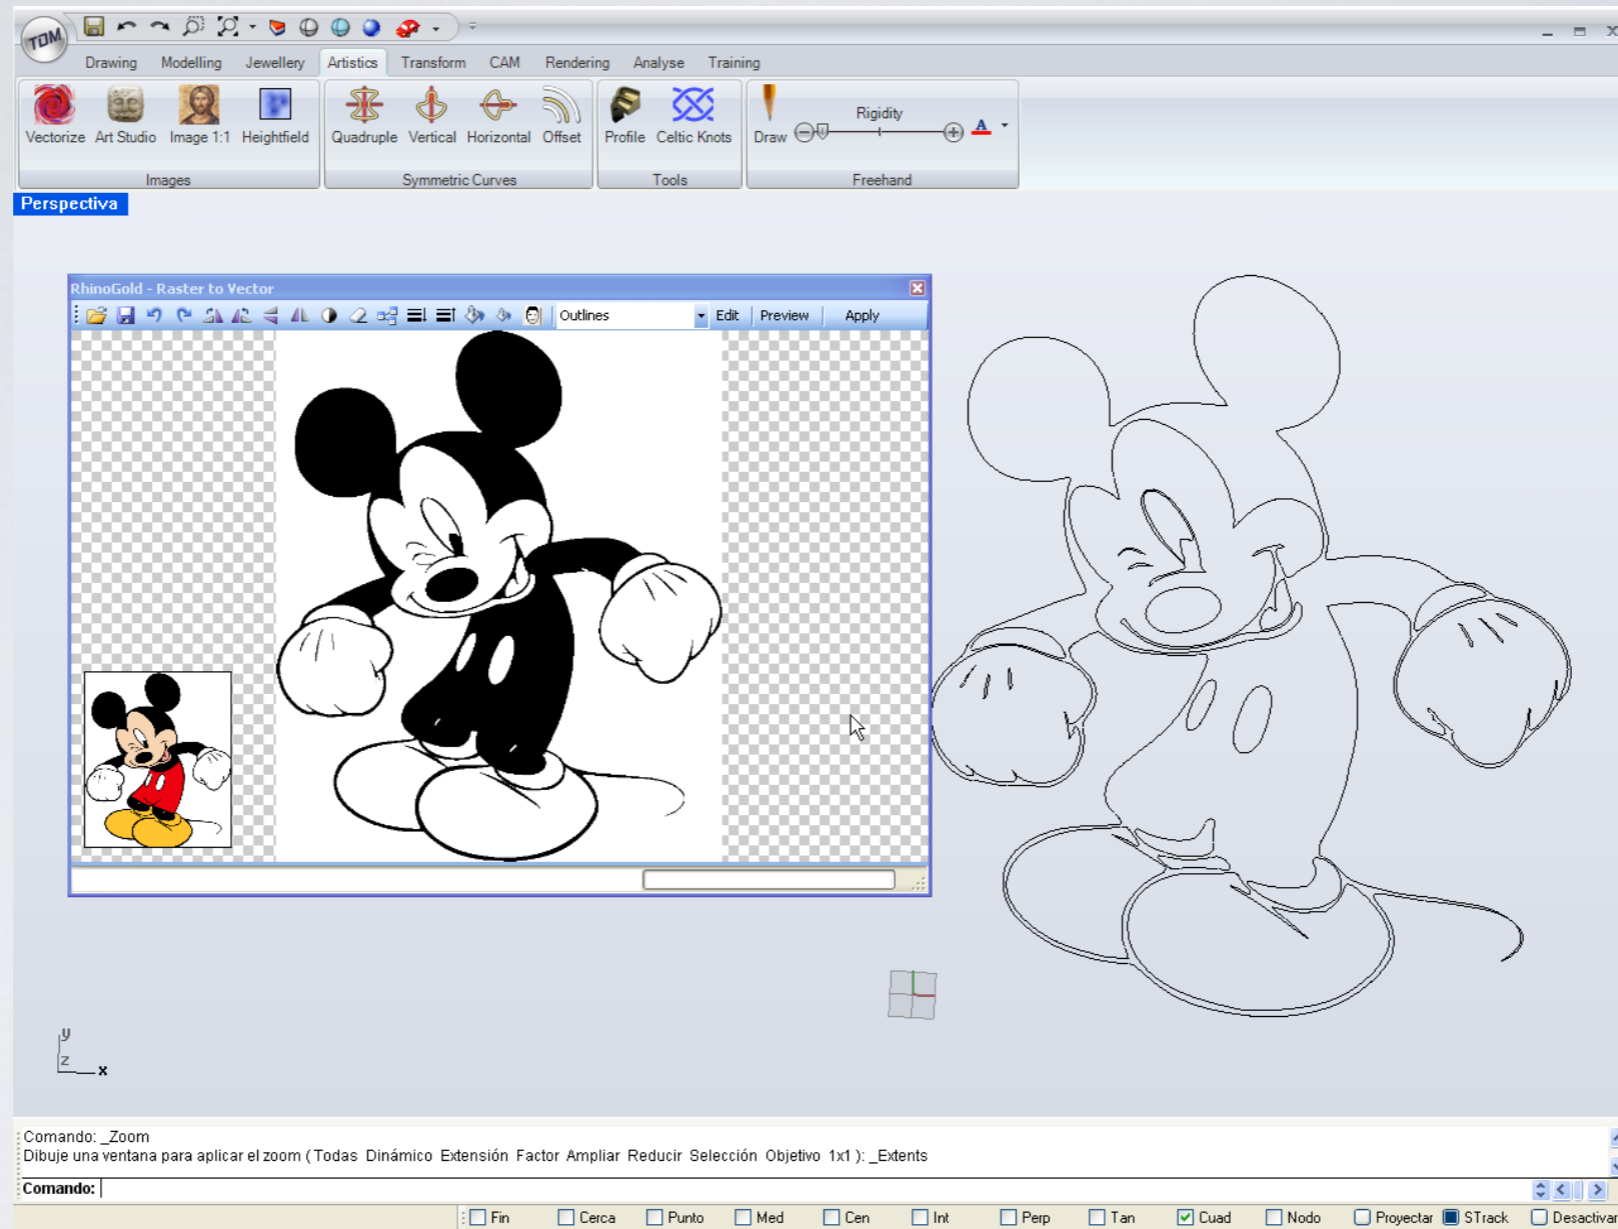 TDM
Drawing Modelling Jewellery Artistics Transform CAM Rendering Analyse Training
Vectorize Art Studio Image 1:1 Heightfield Quadruple Vertical Horizontal Offset Profile Celtic Knots Draw Rigidity A
Images Symmetric Curves Tools Freehand
Perspectiva
RhinoGold - Raster to Vector
Outlines Edit Preview Apply
y
z
x
Comando: _Zoom
Dibuje una ventana para aplicar el zoom ( Todas Dinámico Extensión Factor Ampliar Reducir Selección Objetivo 1x1 ): _Extents
Comando:
Fin Cerca Punto Med Cen Int Perp Tan Cuad Nodo Proyectar STrack Desactivar